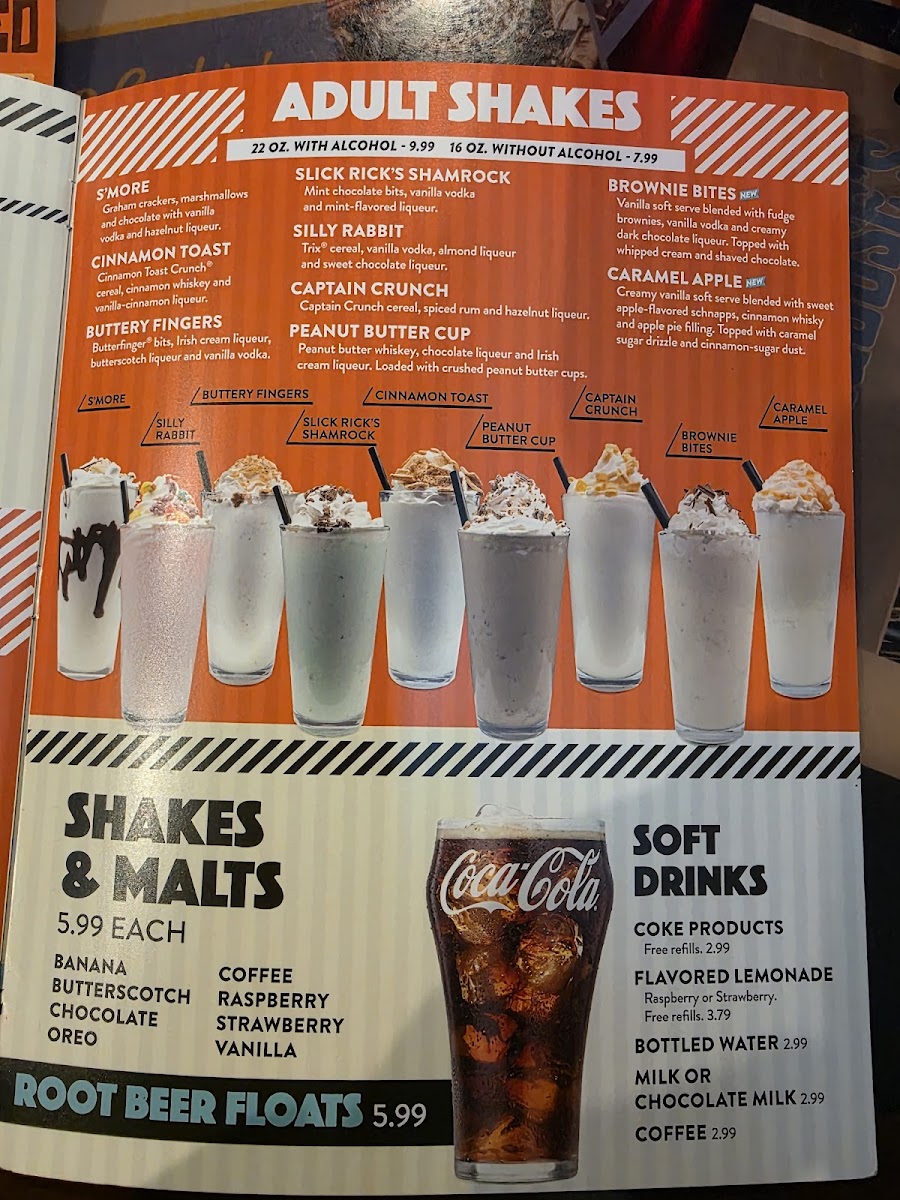 ED
ADULT SHAKES
22 OZ. WITH ALCOHOL - 9.99 16 OZ. WITHOUT ALCOHOL - 7.99
S'MORE
Graham crackers, marshmallows
and chocolate with vanilla
vodka and hazelnut liqueur.
CINNAMON TOAST
Cinnamon Toast Crunch®
cereal, cinnamon whiskey and
vanilla-cinnamon liqueur.
BUTTERY FINGERS
Butterfinger® bits, Irish cream liqueur,
butterscotch liqueur and vanilla vodka.
SLICK RICK'S SHAMROCK
Mint chocolate bits, vanilla vodka
and mint-flavored liqueur.
SILLY RABBIT
Trix® cereal, vanilla vodka, almond liqueur
and sweet chocolate liqueur.
CAPTAIN CRUNCH
Captain Crunch cereal, spiced rum and hazelnut liqueur.
PEANUT BUTTER CUP
Peanut butter whiskey, chocolate liqueur and Irish
cream liqueur. Loaded with crushed peanut butter cups.
BROWNIE BITES NEW
Vanilla soft serve blended with fudge
brownies, vanilla vodka and creamy
dark chocolate liqueur. Topped with
whipped cream and shaved chocolate.
CARAMEL APPLE NEW
Creamy vanilla soft serve blended with sweet
apple-flavored schnapps, cinnamon whisky
and apple pie filling. Topped with caramel
sugar drizzle and cinnamon-sugar dust.
S'MORE
SILLY
RABBIT
BUTTERY FINGERS
SLICK RICK'S
SHAMROCK
CINNAMON TOAST
PEANUT
BUTTER CUP
CAPTAIN
CRUNCH
BROWNIE
BITES
CARAMEL
APPLE
SHAKES
& MALTS
5.99 EACH
BANANA
BUTTERSCOTCH
CHOCOLATE
OREO
COFFEE
RASPBERRY
STRAWBERRY
VANILLA
ROOT BEER FLOATS 5.99
Coca-Cola
SOFT
DRINKS
COKE PRODUCTS
Free refills. 2.99
FLAVORED LEMONADE
Raspberry or Strawberry.
Free refills. 3.79
BOTTLED WATER 2.99
MILK OR
CHOCOLATE MILK 2.99
COFFEE 2.99